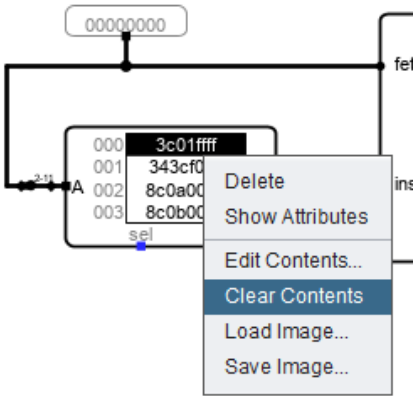 00000000
fet
2-11
A
000 3c01ffff
001 343cf0
002 8c0a00
003 8c0b00
sel
ins
Delete
Show Attributes
Edit Contents...
Clear Contents
Load Image...
Save Image...